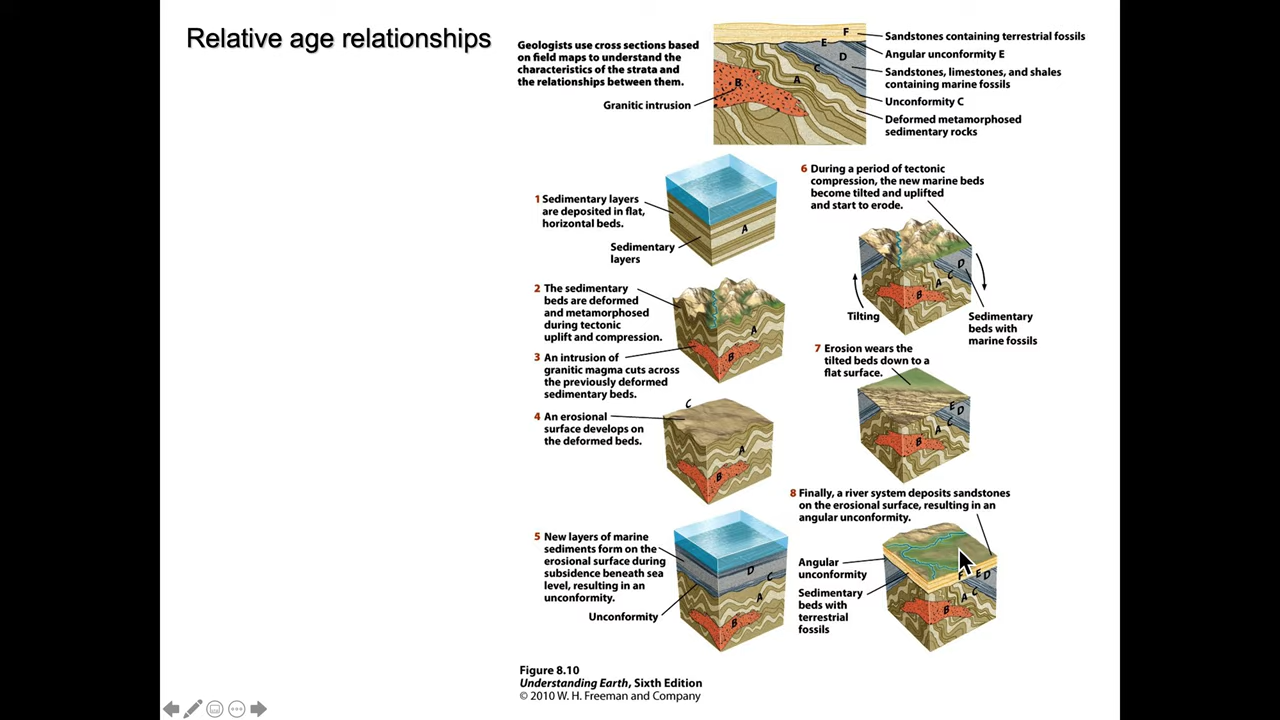 Relative age relationships
Geologists use cross sections based
on field maps to understand the
characteristics of the strata and
the relationships between them.
Granitic intrusion
F
E
D
C
A
B
Sandstones containing terrestrial fossils
Angular unconformity E
Sandstones, limestones, and shales
containing marine fossils
Unconformity C
Deformed metamorphosed
sedimentary rocks
1 Sedimentary layers
are deposited in flat,
horizontal beds.
Sedimentary
layers
A
2 The sedimentary
beds are deformed
and metamorphosed
during tectonic
uplift and compression.
A
B
3 An intrusion of
granitic magma cuts across
the previously deformed
sedimentary beds.
4 An erosional
surface develops on
the deformed beds.
C
A
B
5 New layers of marine
sediments form on the
erosional surface during
subsidence beneath sea
level, resulting in an
unconformity.
Unconformity
D
C
A
B
6 During a period of tectonic
compression, the new marine beds
become tilted and uplifted
and start to erode.
D
C
A
B
Tilting
Sedimentary
beds with
marine fossils
7 Erosion wears the
tilted beds down to a
flat surface.
E
D
C
A
B
8 Finally, a river system deposits sandstones
on the erosional surface, resulting in an
angular unconformity.
Angular
unconformity
Sedimentary
beds with
terrestrial
fossils
F
E
D
C
A
B
Figure 8.10
Understanding Earth, Sixth Edition
© 2010 W. H. Freeman and Company